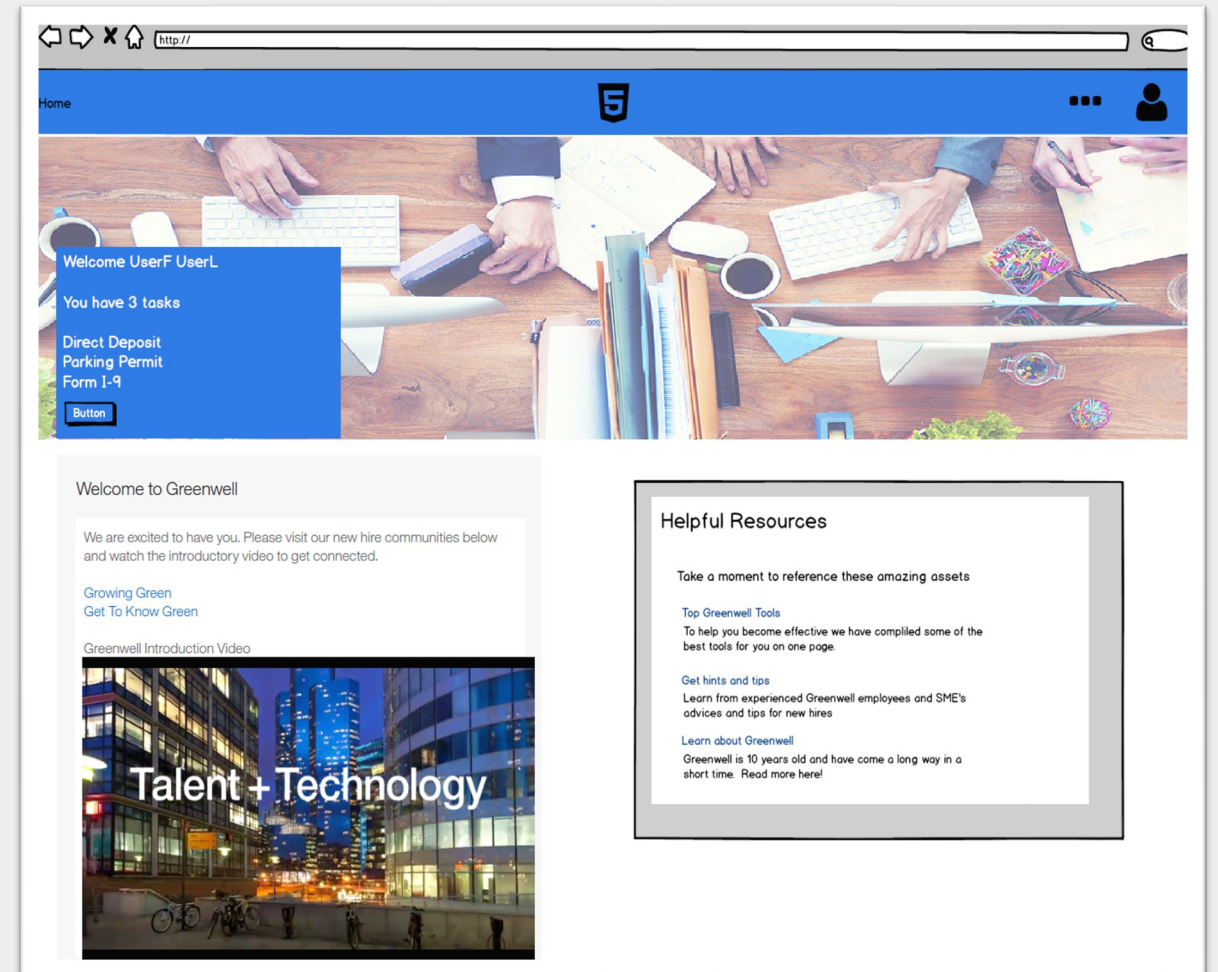 http://
Home
5
Welcome UserF UserL
You have 3 tasks
Direct Deposit
Parking Permit
Form I-9
Button
Welcome to Greenwell
We are excited to have you. Please visit our new hire communities below
and watch the introductory video to get connected.
Growing Green
Get To Know Green
Greenwell Introduction Video
Talent + Technology
Helpful Resources
Take a moment to reference these amazing assets
Top Greenwell Tools
To help you become effective we have compliled some of the
best tools for you on one page.
Get hints and tips
Learn from experienced Greenwell employees and SME's
advices and tips for new hires
Learn about Greenwell
Greenwell is 10 years old and have come a long way in a
short time.  Read more here!